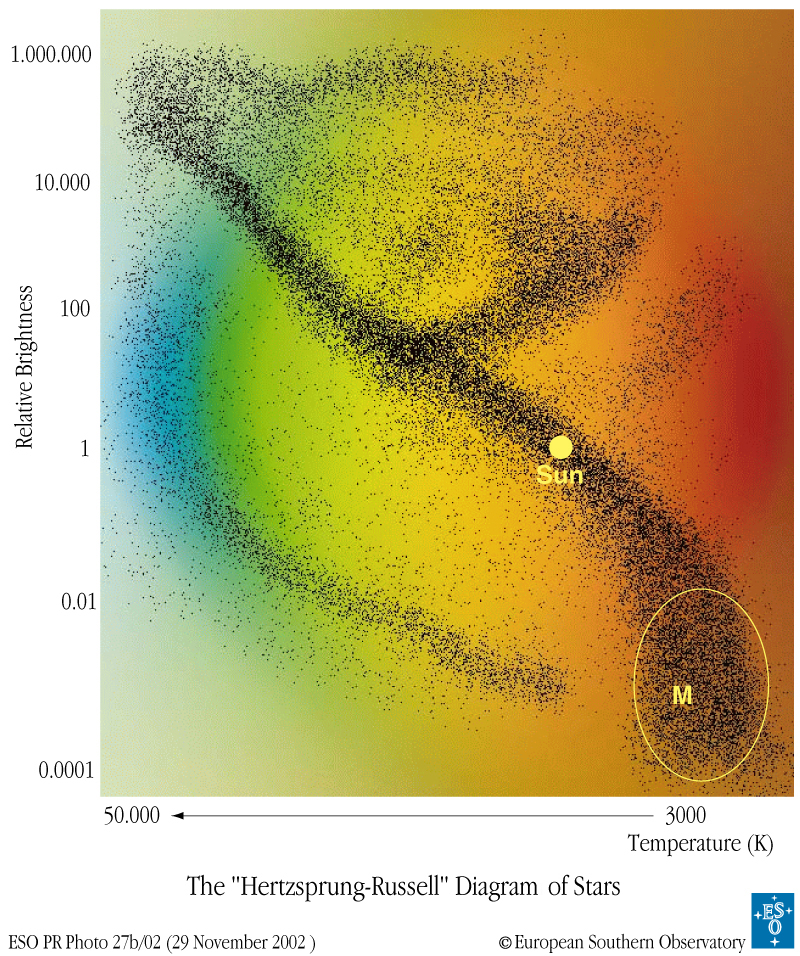 1.000.000
10.000
100
1
0.01
0.0001
Relative Brightness
Sun
M
50.000
3000
Temperature (K)
The "Hertzsprung-Russell" Diagram of Stars
ESO PR Photo 27b/02 (29 November 2002 )
© European Southern Observatory
ESO